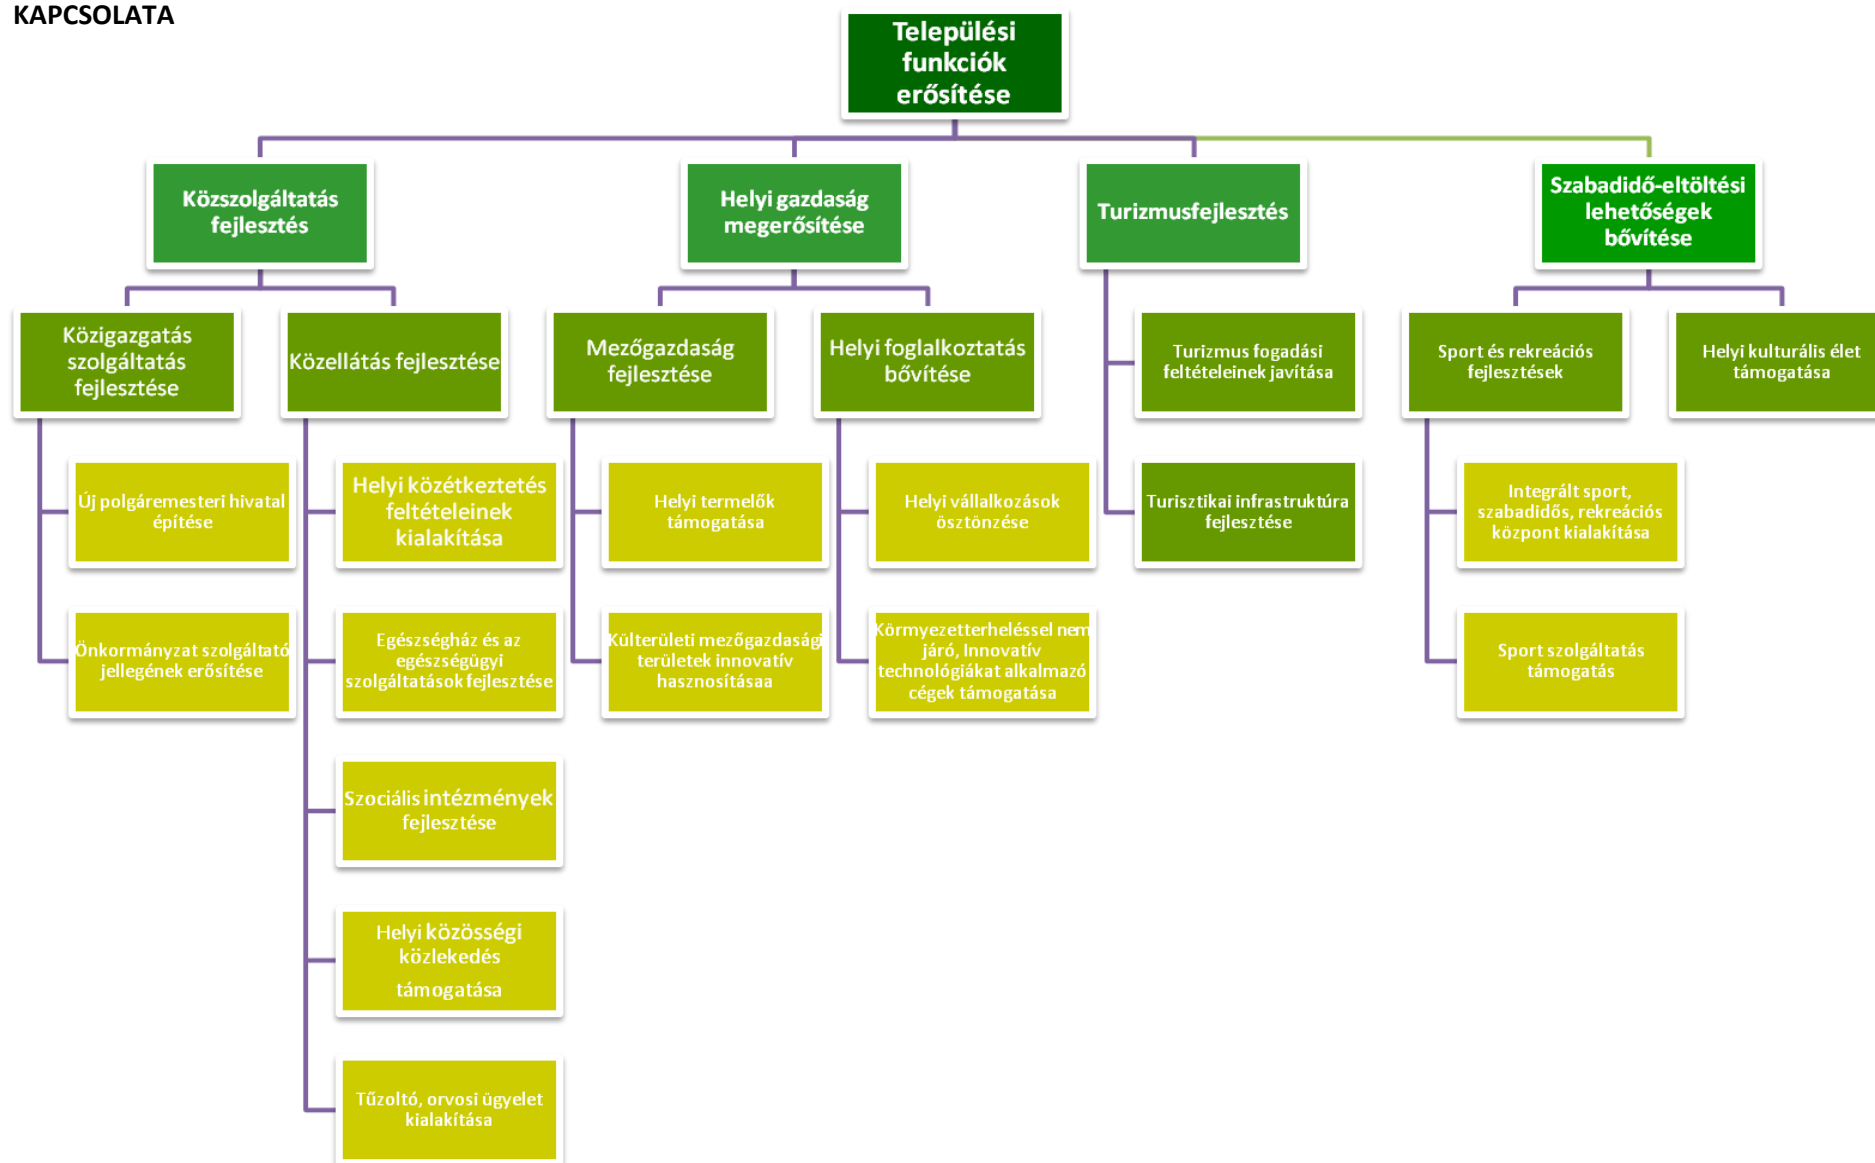 KAPCSOLATA
Települési
funkciók
erősítése
Közszolgáltatás
fejlesztés
Helyi gazdaság
megerősítése
Turizmusfejlesztés
Szabadidő-eltöltési
lehetőségek
bővítése
Közigazgatás
szolgáltatás
fejlesztése
Közellátás fejlesztése
Mezőgazdaság
fejlesztése
Helyi foglalkoztatás
bővítése
Turizmus fogadási
feltételeinek javítása
Sport és rekreációs
fejlesztések
Helyi kulturális élet
támogatása
Új polgáremesteri hivatal
építése
Helyi közétkeztetés
feltételeinek
kialakítása
Helyi termelők
támogatása
Helyi vállalkozások
ösztönzése
Turisztikai infrastruktúra
fejlesztése
Integrált sport,
szabadidős, rekreációs
központ kialakítása
Önkormányzat szolgáltató
jellegének erősítése
Egészségház és az
egészségügyi
szolgáltatások fejlesztése
Külterületi mezőgazdasági
területek innovatív
hasznosításaa
Környezetterheléssel nem
járó, Innovatív
technológiákat alkalmazó
cégek támogatása
Sport szolgáltatás
támogatás
Szociális intézmények
fejlesztése
Helyi közösségi
közlekedés
támogatása
Tűzoltó, orvosi ügyelet
kialakítása